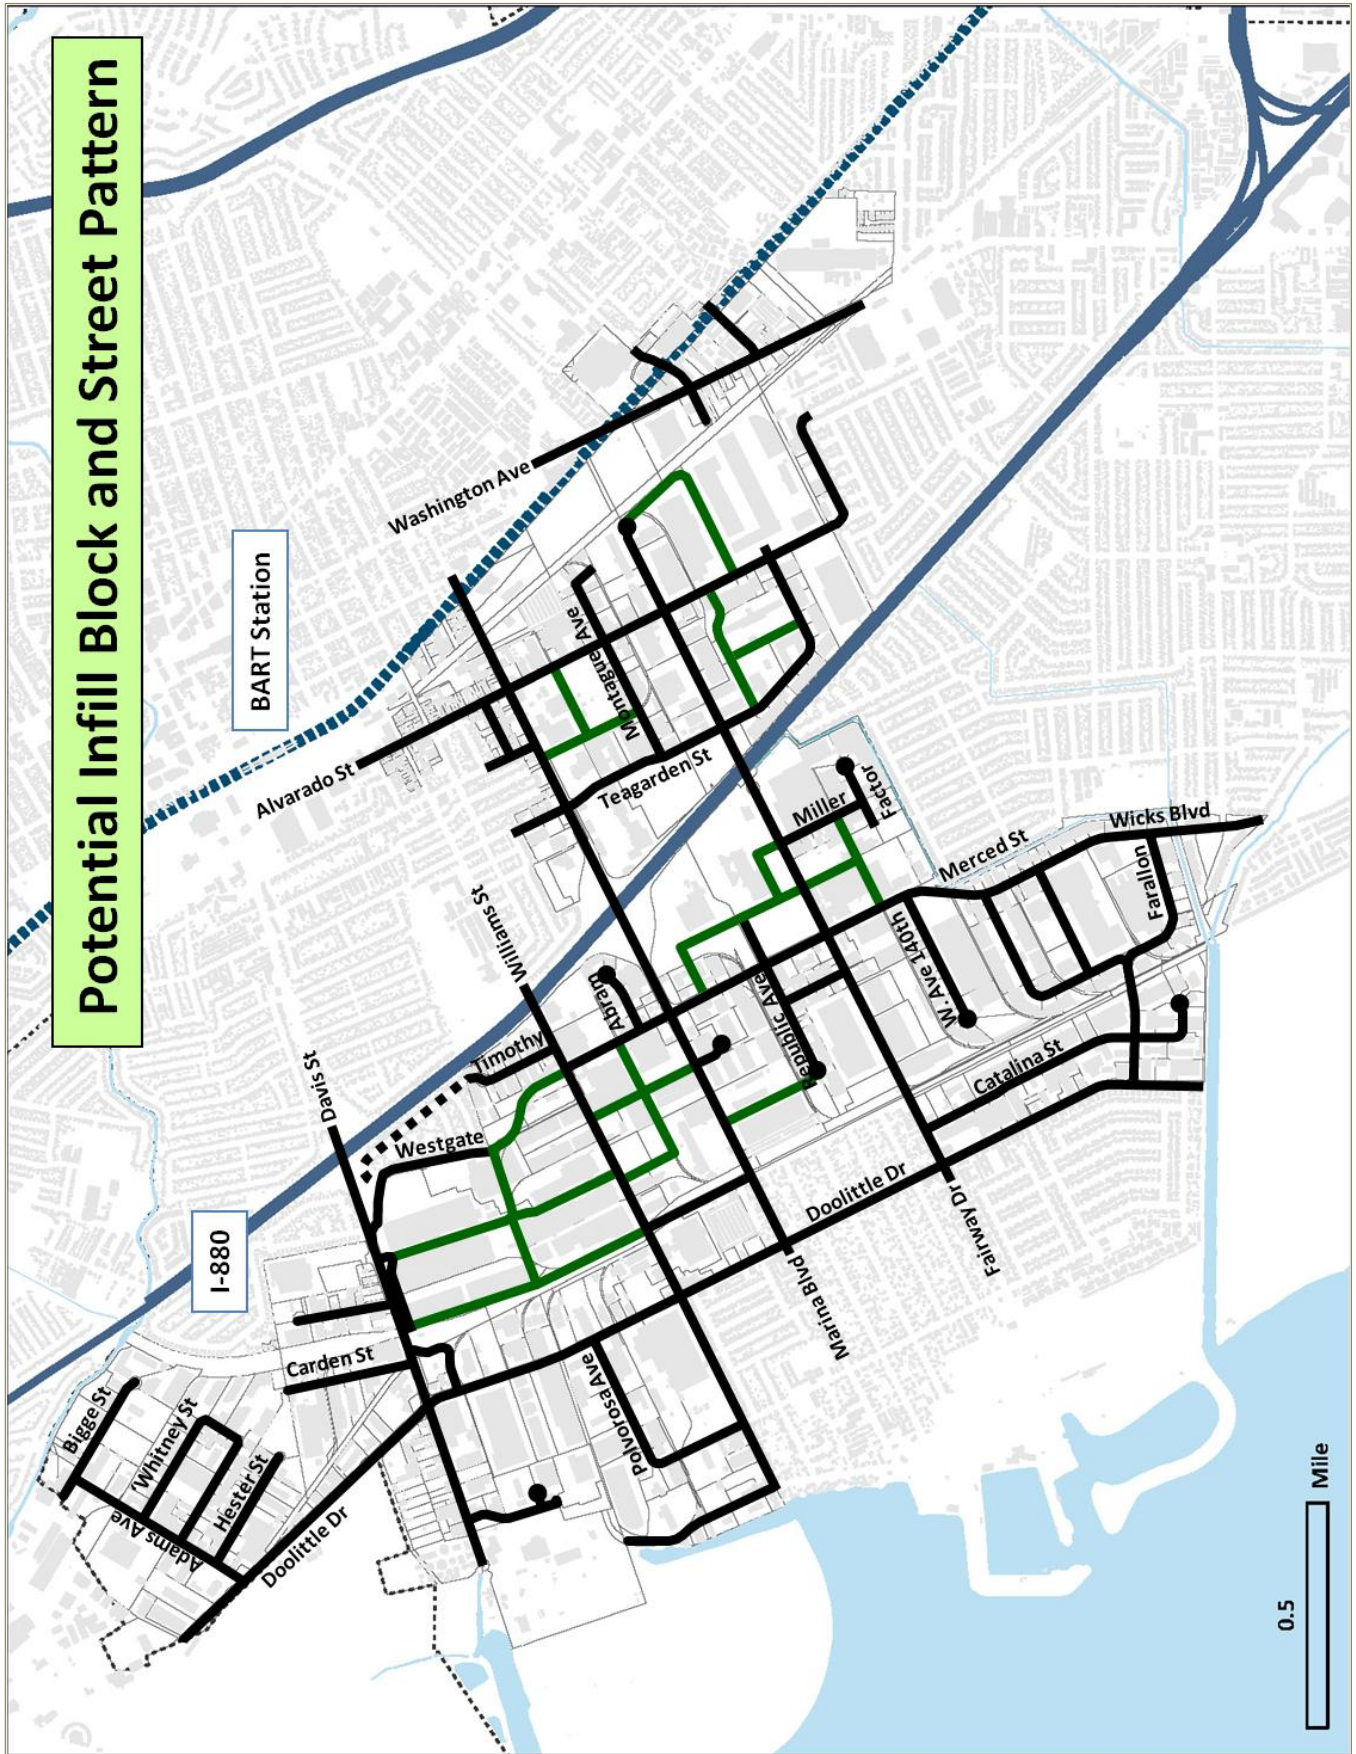 Potential Infill Block and Street Pattern
BART Station
I-880
Washington Ave
Alvarado St
Montague Ave
Teagarden St
Williams St
Davis St
Timothy
Abram
Westgate
Miller
Factor
Merced St
Wicks Blvd
Farallon
W. Ave 140th
Republic Ave
Catalina St
Doolittle Dr
Fairway Dr
Marina Blvd
Carden St
Bigge St
Whitney St
Hester St
Adams Ave
Doolittle Dr
Polvorosa Ave
0.5
Mile